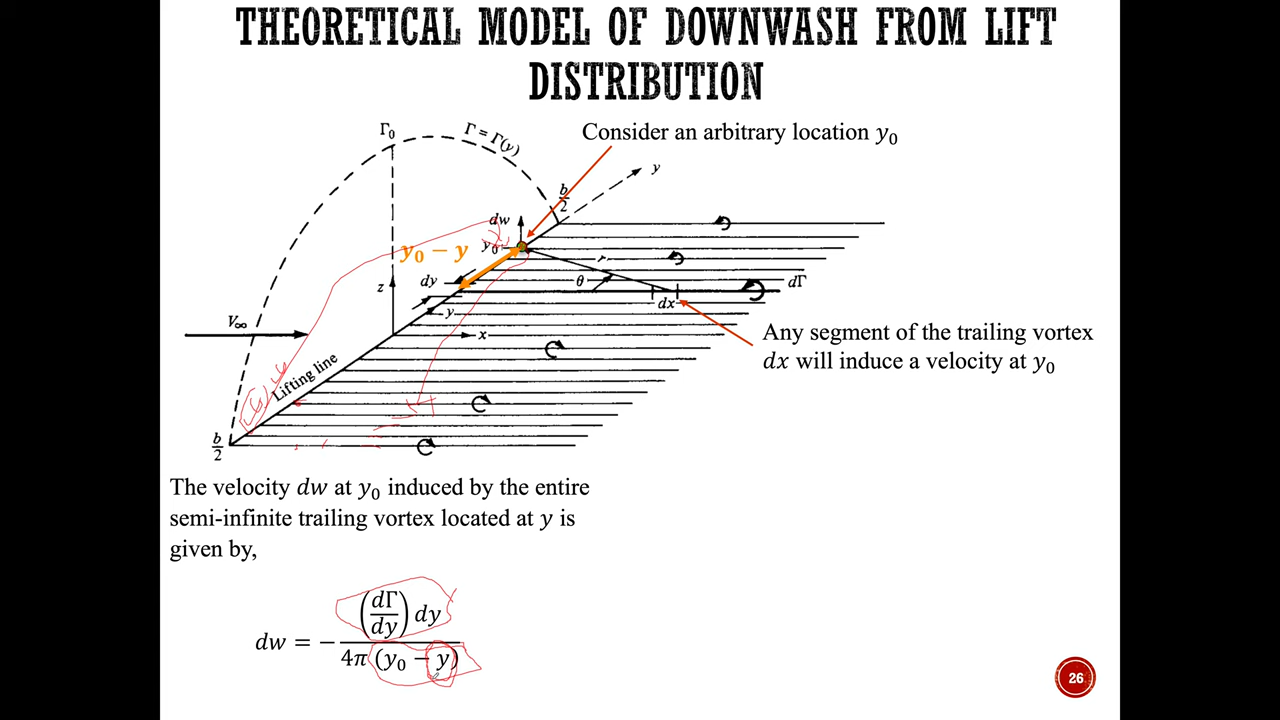 THEORETICAL MODEL OF DOWNWASH FROM LIFT
DISTRIBUTION
Γ₀
Γ = Γ(y)
Consider an arbitrary location y₀
y
b/2
dw
y₀ − y
y₀
r
dy
θ
dΓ
z
dx
y
V∞
x
Any segment of the trailing vortex
dx will induce a velocity at y₀
Lifting line
b/2
The velocity dw at y₀ induced by the entire
semi-infinite trailing vortex located at y is
given by,
dw = − (dΓ/dy) dy / 4π (y₀ − y)
26